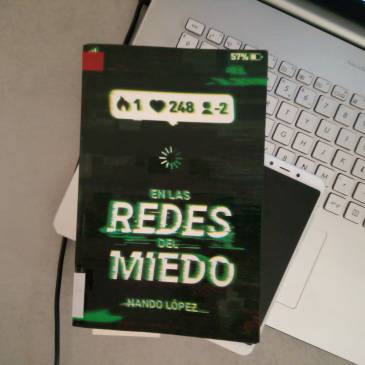 57%
1 248 -2
EN LAS
REDES
DEL
MIEDO
NANDO LÓPEZ